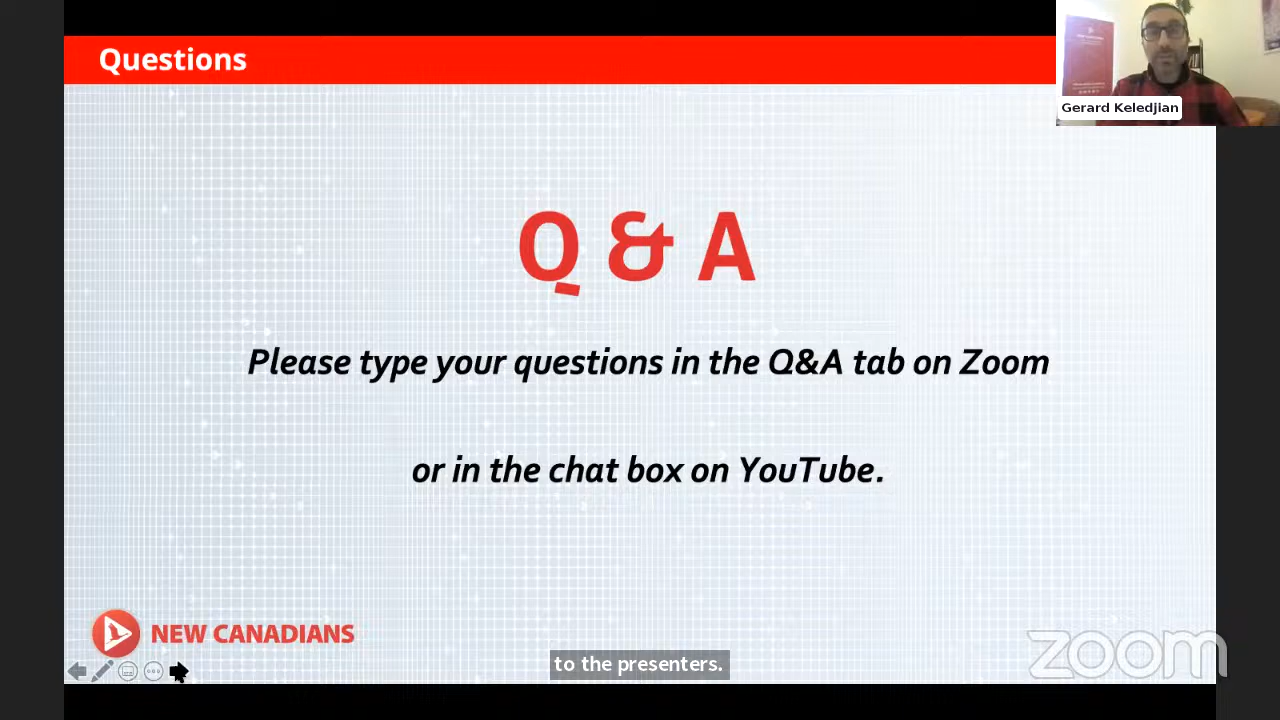 Questions
Gerard Keledjian
Q & A
Please type your questions in the Q&A tab on Zoom
or in the chat box on YouTube.
NEW CANADIANS
to the presenters.
zoom